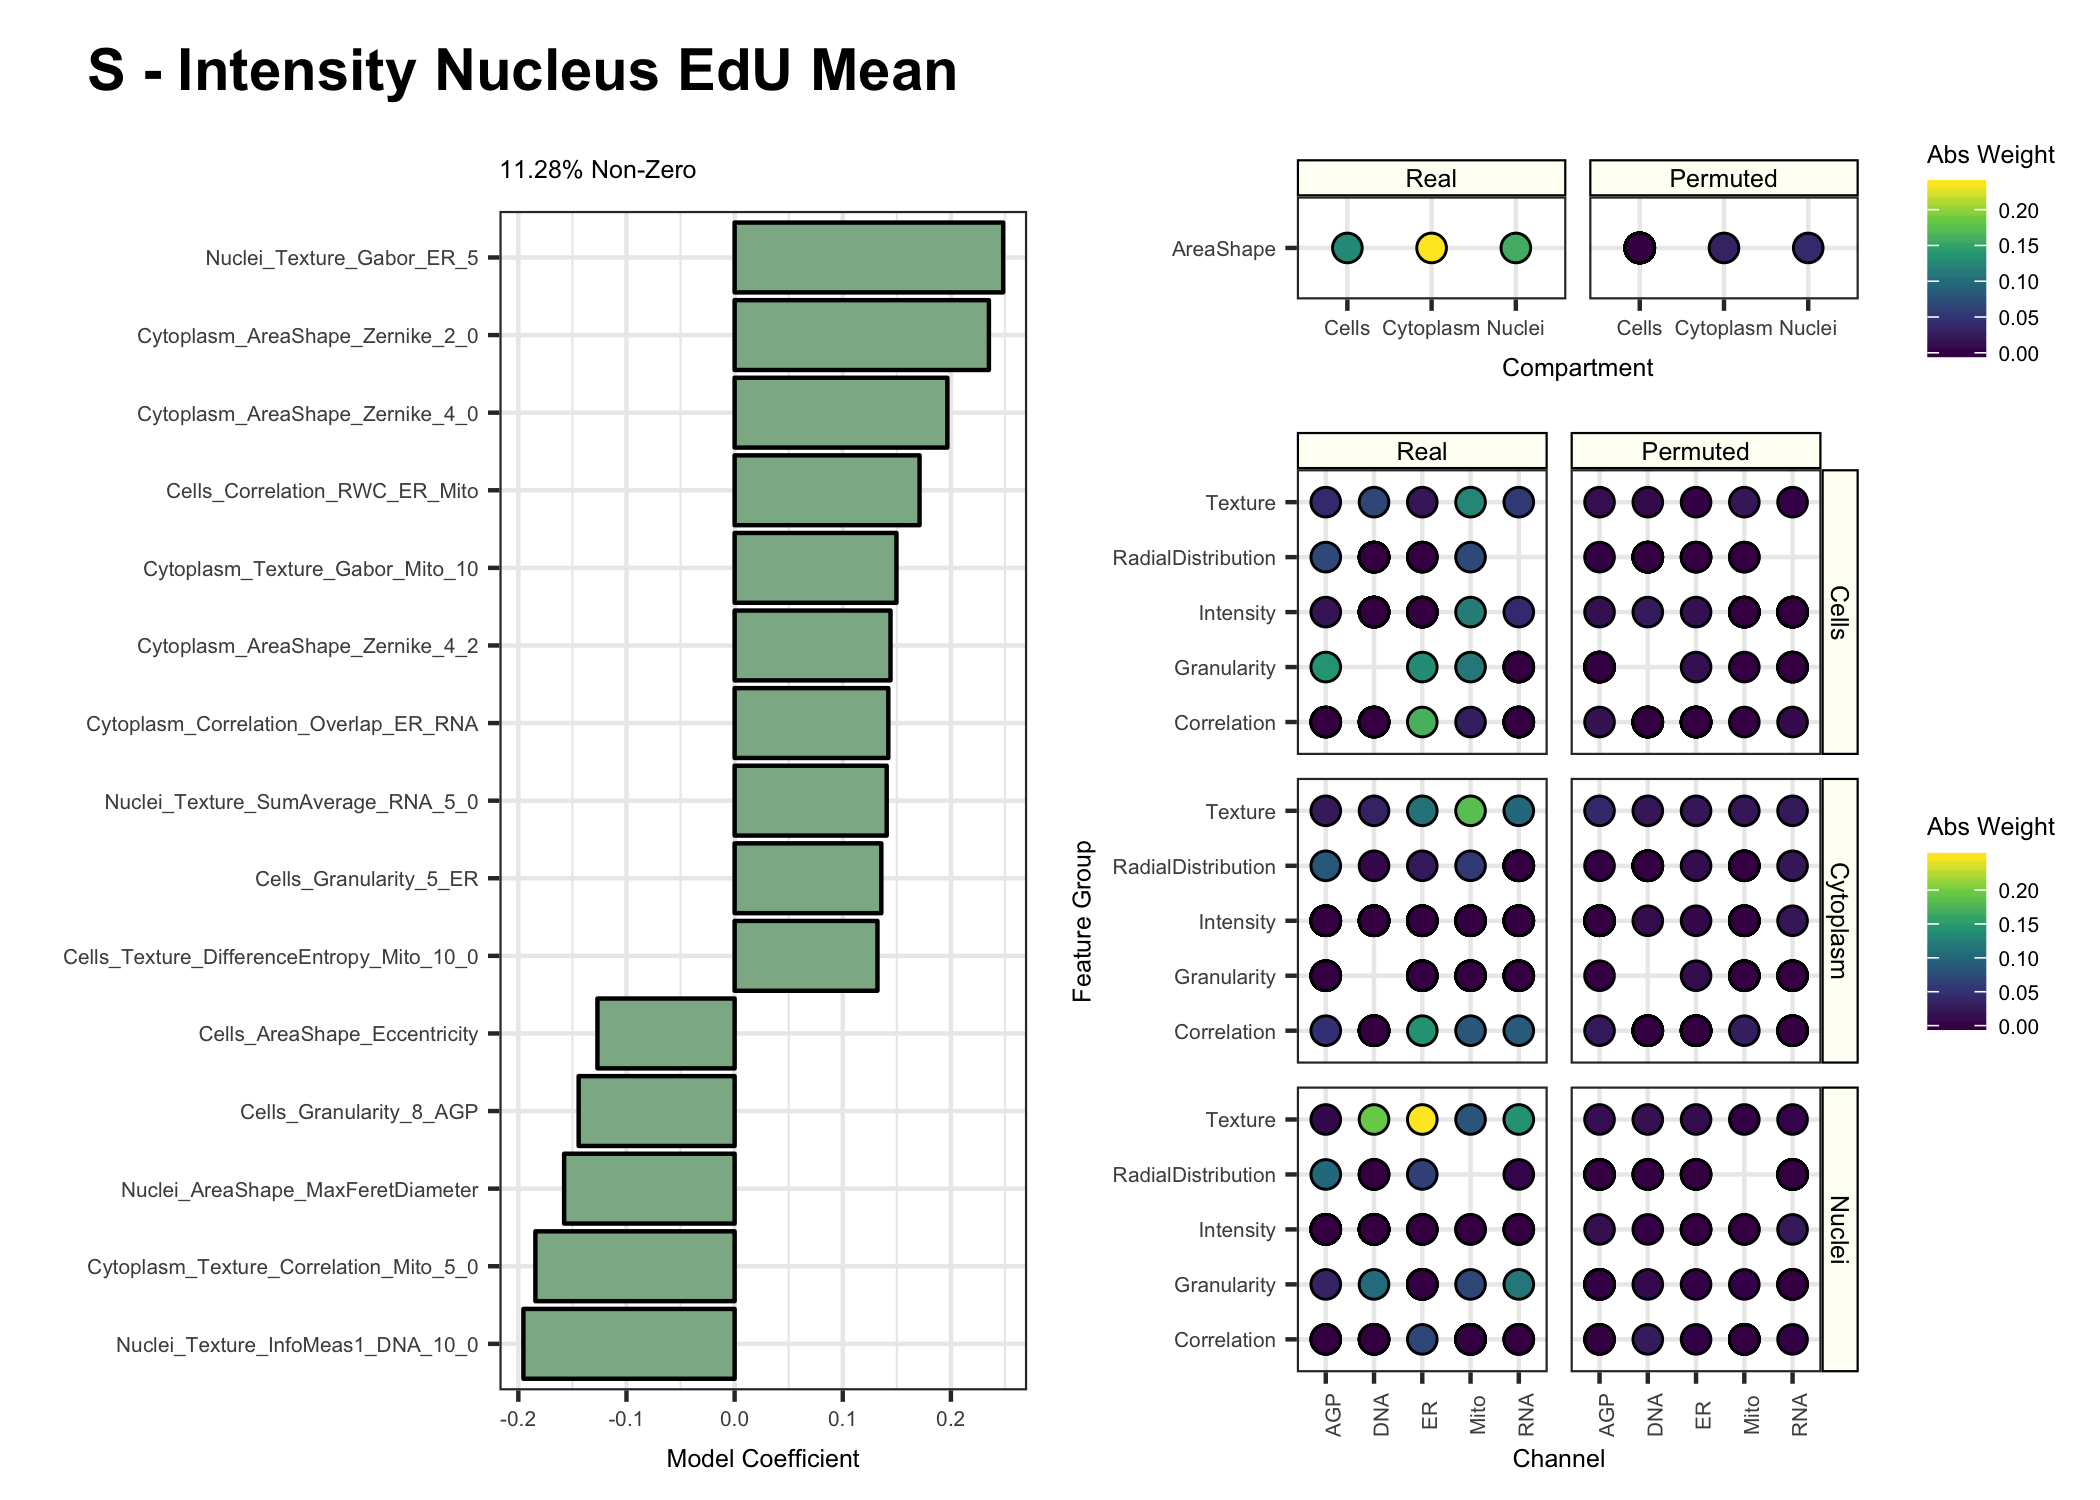 S - Intensity Nucleus EdU Mean
11.28% Non-Zero
Nuclei_Texture_Gabor_ER_5
Cytoplasm_AreaShape_Zernike_2_0
Cytoplasm_AreaShape_Zernike_4_0
Cells_Correlation_RWC_ER_Mito
Cytoplasm_Texture_Gabor_Mito_10
Cytoplasm_AreaShape_Zernike_4_2
Cytoplasm_Correlation_Overlap_ER_RNA
Nuclei_Texture_SumAverage_RNA_5_0
Cells_Granularity_5_ER
Cells_Texture_DifferenceEntropy_Mito_10_0
Cells_AreaShape_Eccentricity
Cells_Granularity_8_AGP
Nuclei_AreaShape_MaxFeretDiameter
Cytoplasm_Texture_Correlation_Mito_5_0
Nuclei_Texture_InfoMeas1_DNA_10_0
-0.2 -0.1 0.0 0.1 0.2
Model Coefficient
Real Permuted
AreaShape
Cells Cytoplasm Nuclei Cells Cytoplasm Nuclei
Compartment
Abs Weight
0.20
0.15
0.10
0.05
0.00
Real Permuted
Feature Group
Texture
RadialDistribution
Intensity
Granularity
Correlation
Cells
Texture
RadialDistribution
Intensity
Granularity
Correlation
Cytoplasm
Texture
RadialDistribution
Intensity
Granularity
Correlation
Nuclei
AGP DNA ER Mito RNA AGP DNA ER Mito RNA
Channel
Abs Weight
0.20
0.15
0.10
0.05
0.00